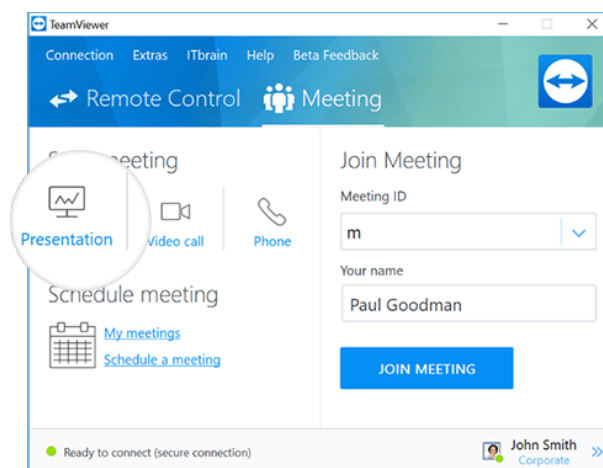 TeamViewer
Connection Extras ITbrain Help Beta Feedback
Remote Control Meeting
S eeting
Presentation
Video call
Phone
Schedule meeting
My meetings
Schedule a meeting
Join Meeting
Meeting ID
m
Your name
Paul Goodman
JOIN MEETING
Ready to connect (secure connection)
John Smith
Corporate